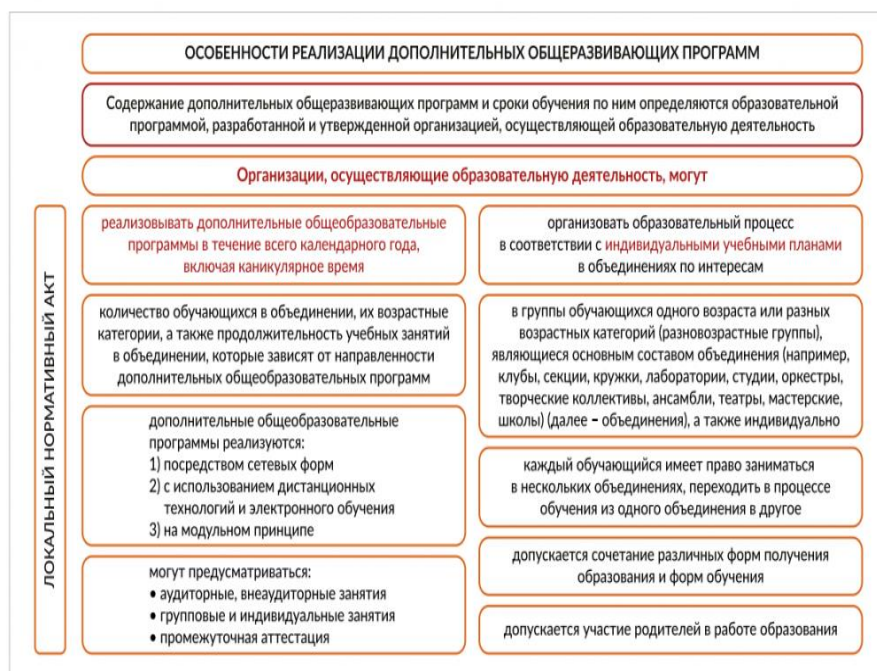 ОСОБЕННОСТИ РЕАЛИЗАЦИИ ДОПОЛНИТЕЛЬНЫХ ОБЩЕРАЗВИВАЮЩИХ ПРОГРАММ
Содержание дополнительных общеразвивающих программ и сроки обучения по ним определяются образовательной
программой, разработанной и утвержденной организацией, осуществляющей образовательную деятельность
Организации, осуществляющие образовательную деятельность, могут
ЛОКАЛЬНЫЙ НОРМАТИВНЫЙ АКТ
реализовывать дополнительные общеобразовательные
программы в течение всего календарного года,
включая каникулярное время
количество обучающихся в объединении, их возрастные
категории, а также продолжительность учебных занятий
в объединении, которые зависят от направленности
дополнительных общеобразовательных программ
дополнительные общеобразовательные
программы реализуются:
1) посредством сетевых форм
2) с использованием дистанционных
технологий и электронного обучения
3) на модульном принципе
могут предусматриваться:
• аудиторные, внеаудиторные занятия
• групповые и индивидуальные занятия
• промежуточная аттестация
организовать образовательный процесс
в соответствии с индивидуальными учебными планами
в объединениях по интересам
в группы обучающихся одного возраста или разных
возрастных категорий (разновозрастные группы),
являющиеся основным составом объединения (например,
клубы, секции, кружки, лаборатории, студии, оркестры,
творческие коллективы, ансамбли, театры, мастерские,
школы) (далее – объединения), а также индивидуально
каждый обучающийся имеет право заниматься
в нескольких объединениях, переходить в процессе
обучения из одного объединения в другое
допускается сочетание различных форм получения
образования и форм обучения
допускается участие родителей в работе образования